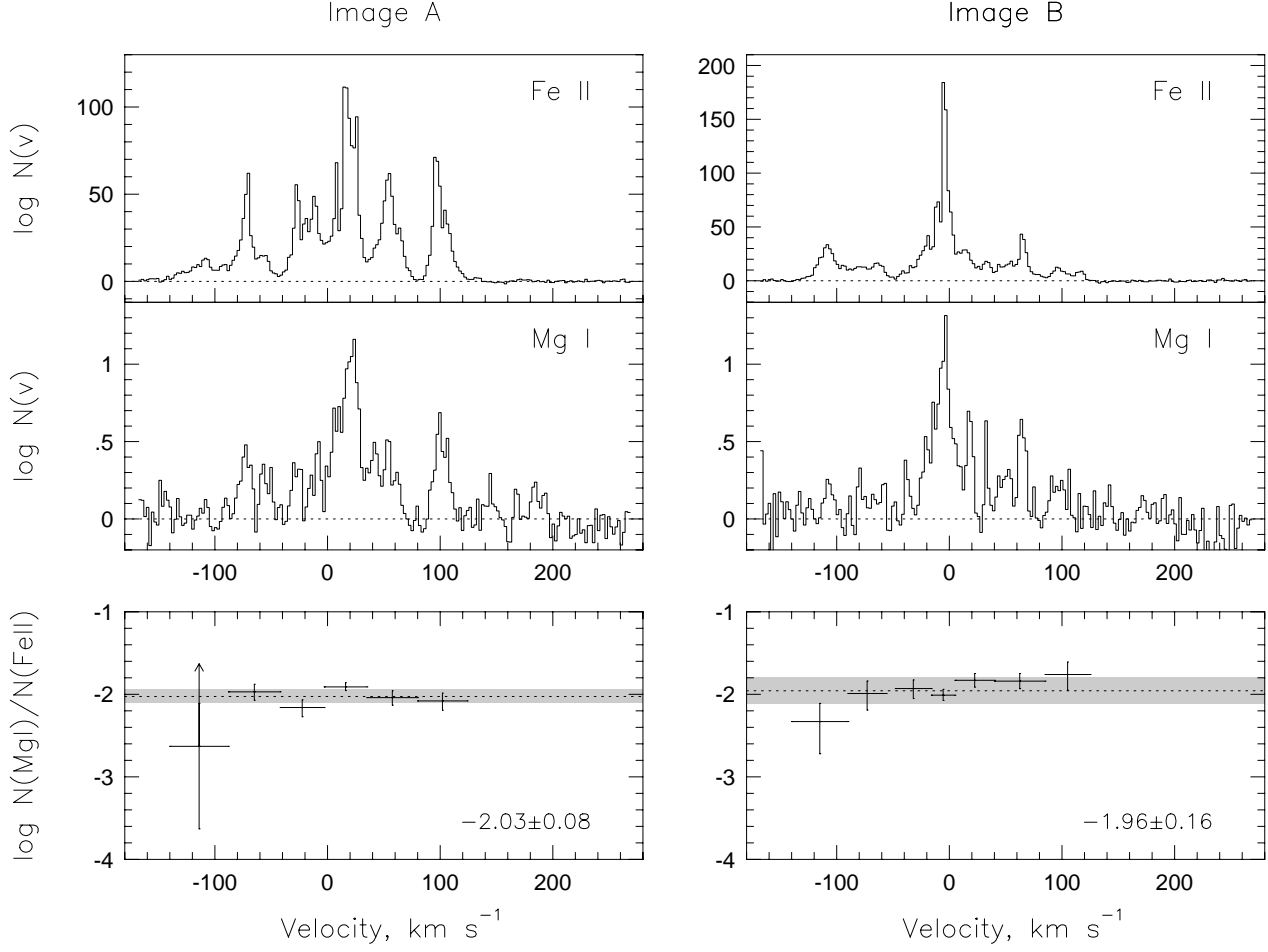 Image A
Image B
log N(v)
Fe II
100
50
0
Fe II
200
150
100
50
0
log N(v)
Mg I
1
.5
0
-100 0 100 200
Mg I
1
.5
0
-100 0 100 200
log N(MgI)/N(FeII)
-1
-2
-3
-4
−2.03±0.08
-100 0 100 200
Velocity, km s⁻¹
-1
-2
-3
-4
−1.96±0.16
-100 0 100 200
Velocity, km s⁻¹